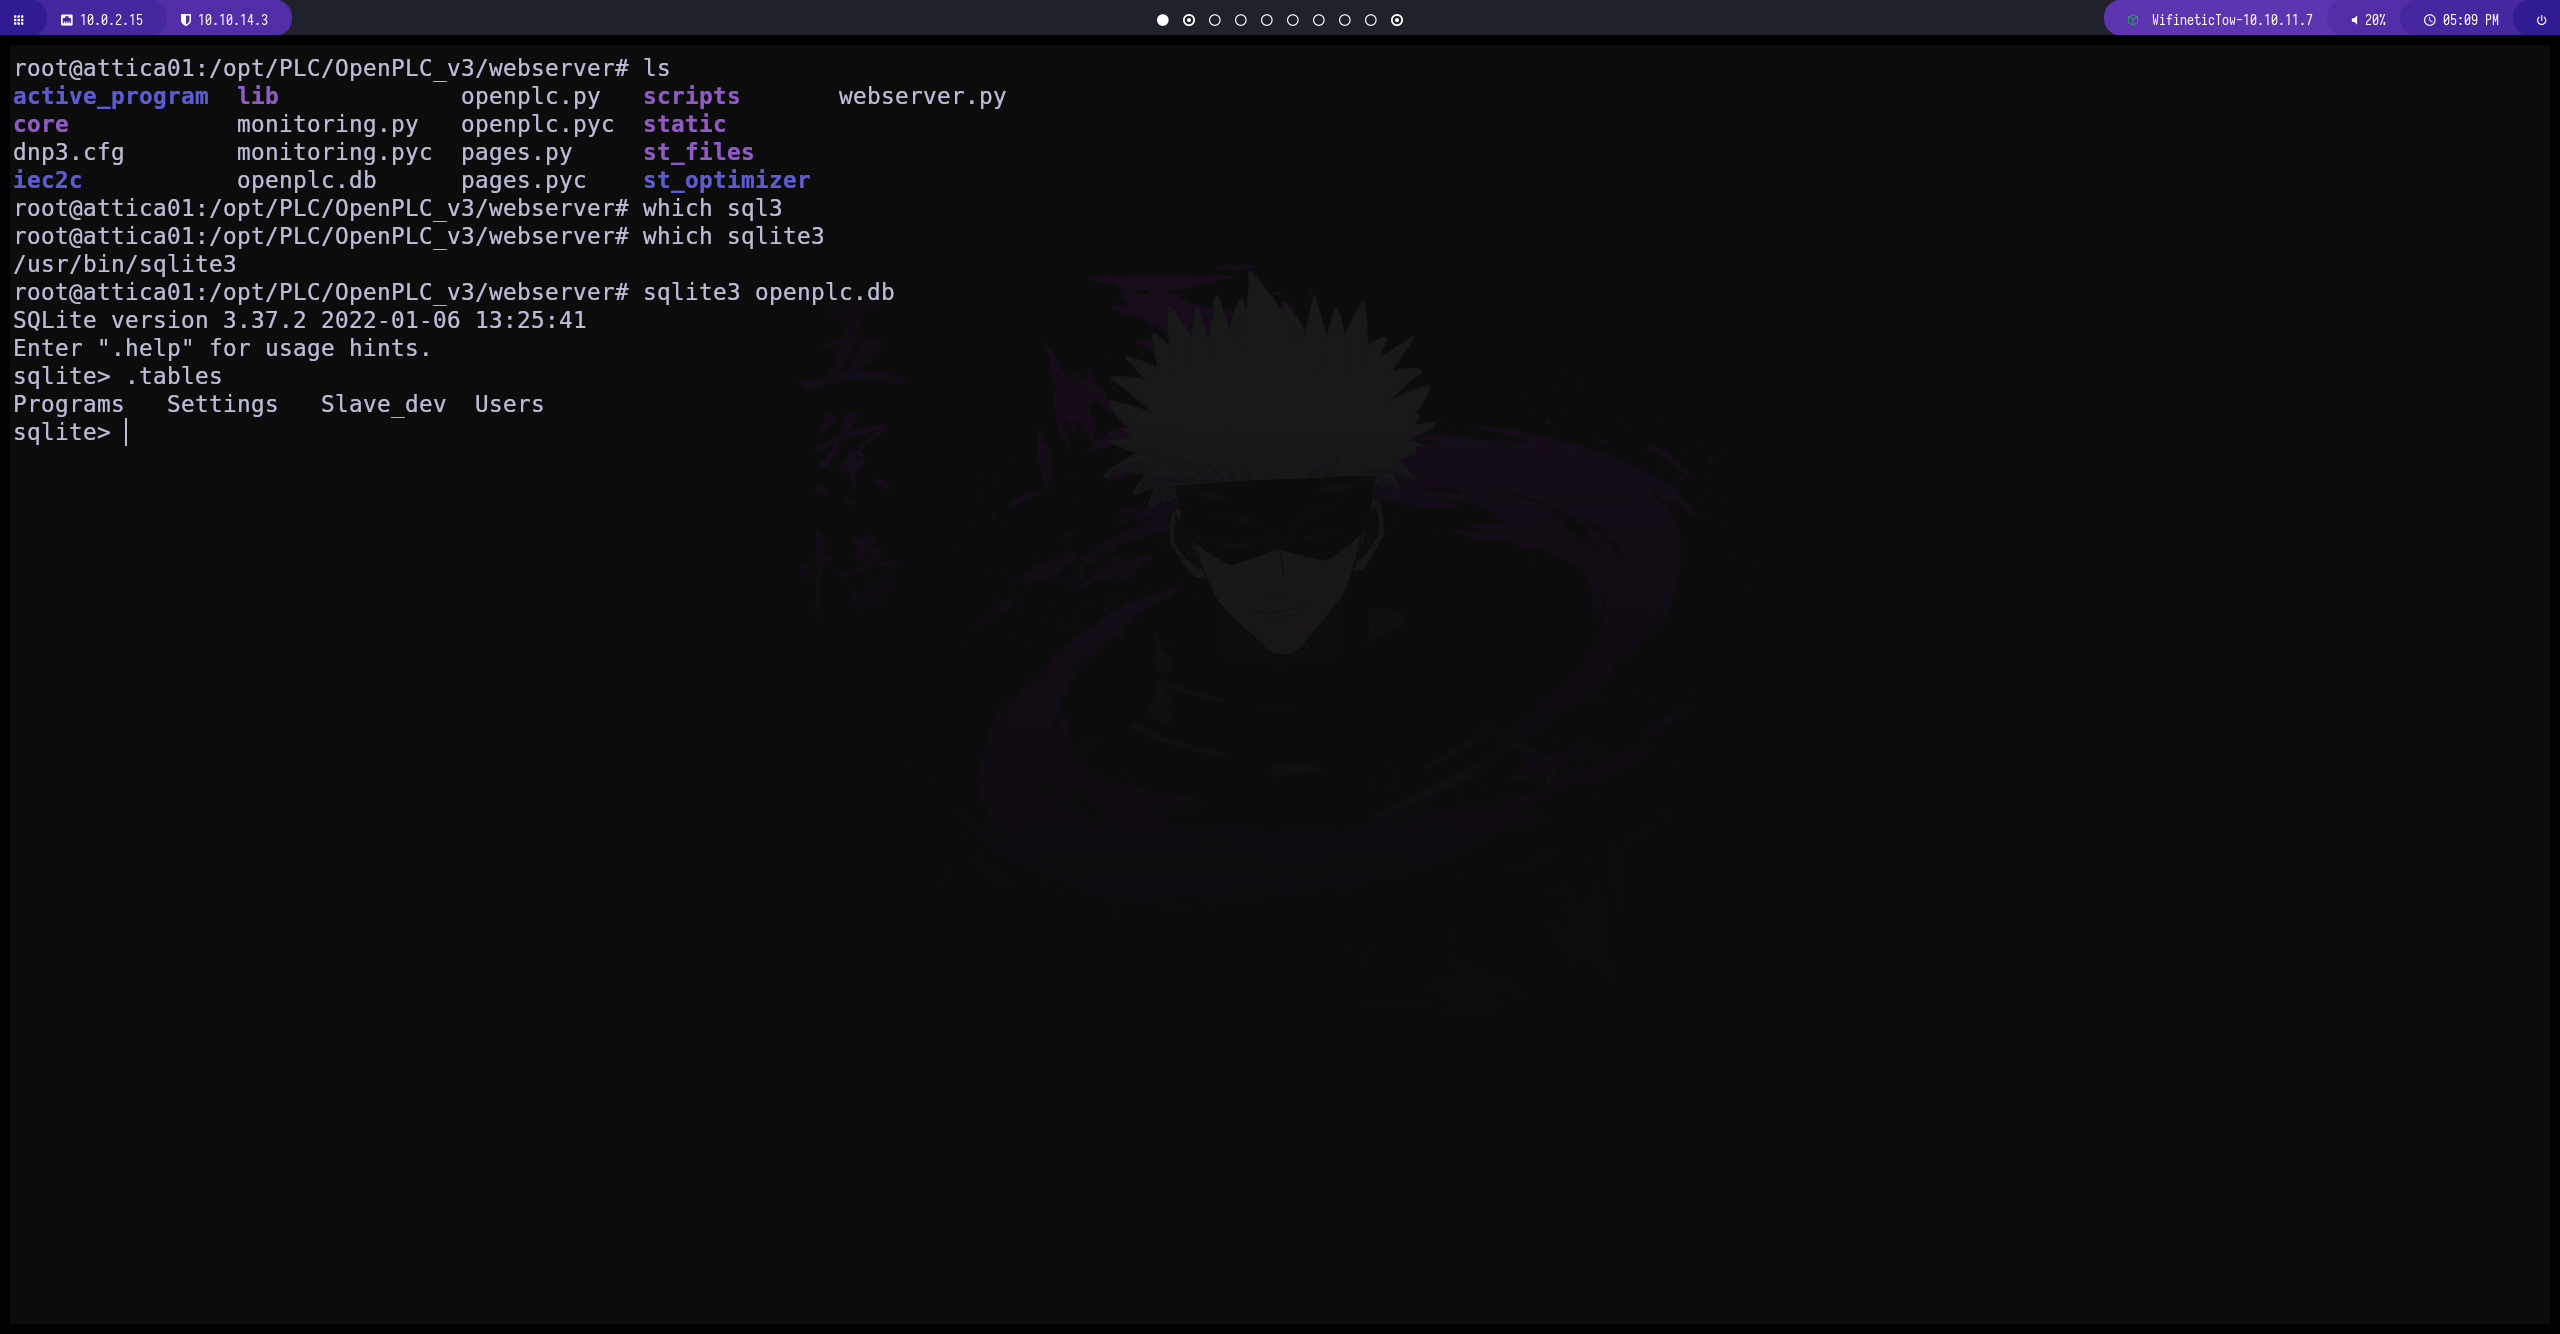 10.0.2.15 10.10.14.3 WifineticTow-10.10.11.7 20% 05:09 PM
root@attica01:/opt/PLC/OpenPLC_v3/webserver# ls
active_program  lib             openplc.py   scripts       webserver.py
core            monitoring.py   openplc.pyc  static
dnp3.cfg        monitoring.pyc  pages.py     st_files
iec2c           openplc.db      pages.pyc    st_optimizer
root@attica01:/opt/PLC/OpenPLC_v3/webserver# which sql3
root@attica01:/opt/PLC/OpenPLC_v3/webserver# which sqlite3
/usr/bin/sqlite3
root@attica01:/opt/PLC/OpenPLC_v3/webserver# sqlite3 openplc.db
SQLite version 3.37.2 2022-01-06 13:25:41
Enter ".help" for usage hints.
sqlite> .tables
Programs   Settings   Slave_dev  Users
sqlite>
五
条
悟